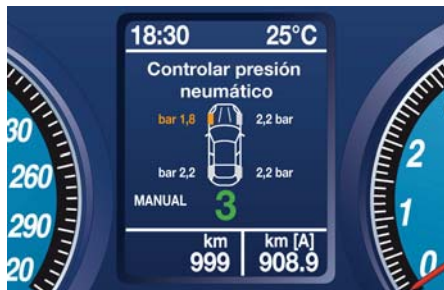 18:30 25°C
Controlar presión
neumático
bar 1,8 2,2 bar
bar 2,2 2,2 bar
MANUAL 3
km km [A]
999 908.9
30
260
290
20
2
1
0